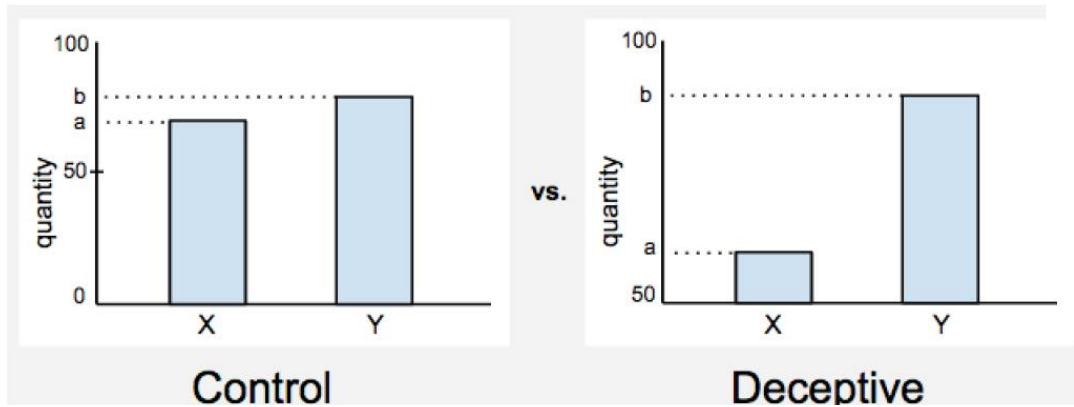 100
b
a
50
0
quantity
X Y
Control
vs.
100
b
a
50
quantity
X Y
Deceptive